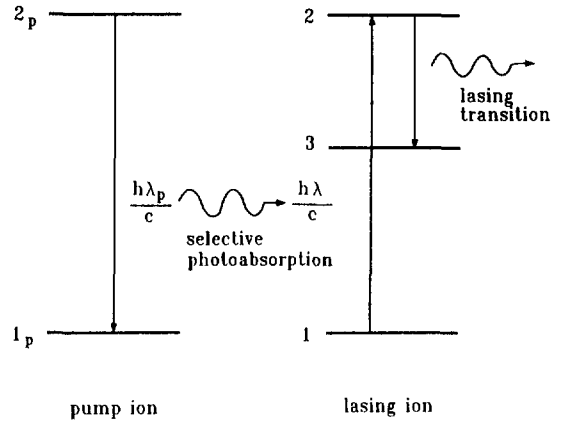 2p
2
lasing
transition
3
hλp
c
hλ
c
selective
photoabsorption
1p
1
pump ion
lasing ion